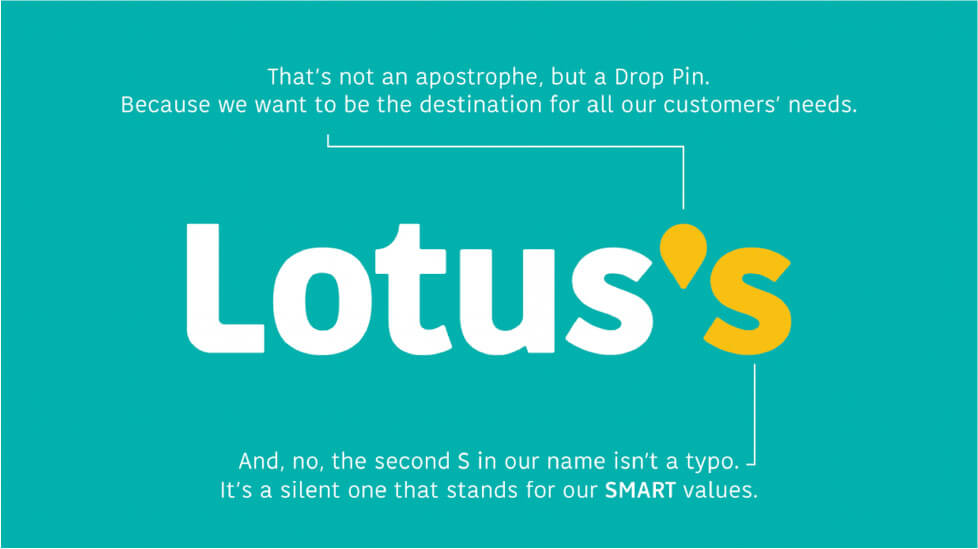 That's not an apostrophe, but a Drop Pin.
Because we want to be the destination for all our customers' needs.
Lotus's
And, no, the second S in our name isn't a typo.
It's a silent one that stands for our SMART values.